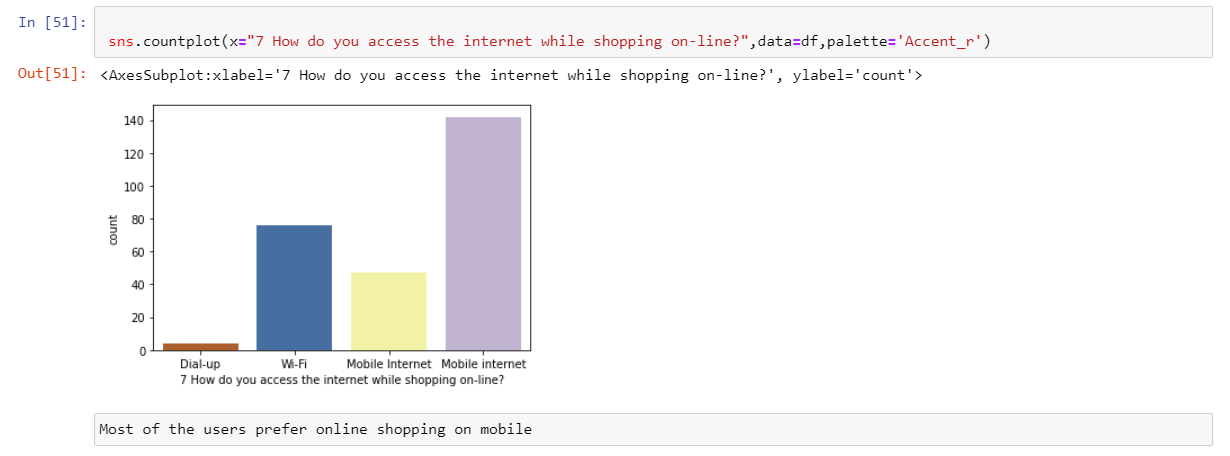 In [51]:
sns.countplot(x="7 How do you access the internet while shopping on-line?",data=df,palette='Accent_r')
Out[51]: <AxesSubplot:xlabel='7 How do you access the internet while shopping on-line?', ylabel='count'>
140
120
100
80
60
40
20
0
count
Dial-up Wi-Fi Mobile Internet Mobile internet
7 How do you access the internet while shopping on-line?
Most of the users prefer online shopping on mobile